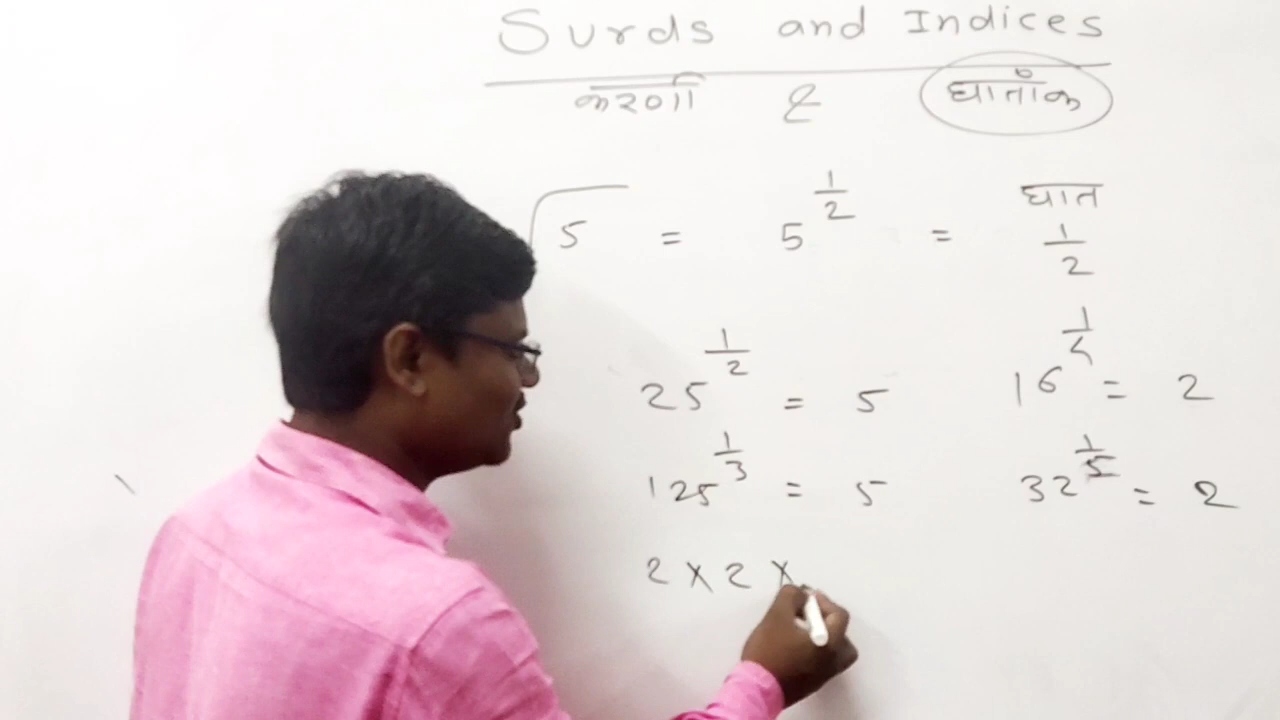 Surds and Indices
करणी & घातांक
√5 = 5^(1/2) = घात 1/2
25^(1/2) = 5 16^(1/4) = 2
125^(1/3) = 5 32^(1/5) = 2
2 × 2 ×